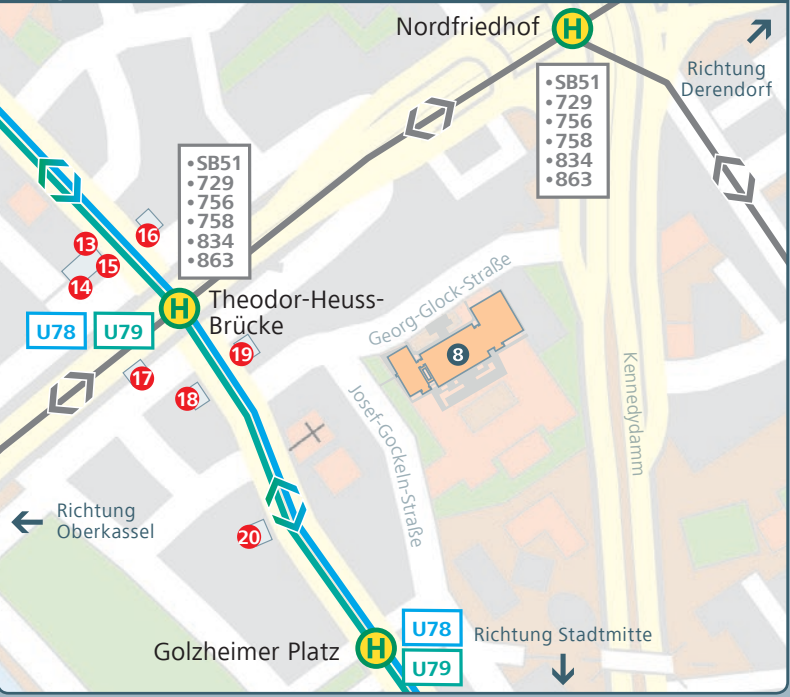 Nordfriedhof
H
Richtung
Derendorf
•SB51
•729
•756
•758
•834
•863
•SB51
•729
•756
•758
•834
•863
16
13
15
14
H
Theodor-Heuss-
Brücke
U78
U79
Georg-Glock-Straße
8
19
17
18
Josef-Gockeln-Straße
Kennedydamm
Richtung
Oberkassel
20
Golzheimer Platz
H
U78
U79
Richtung Stadtmitte